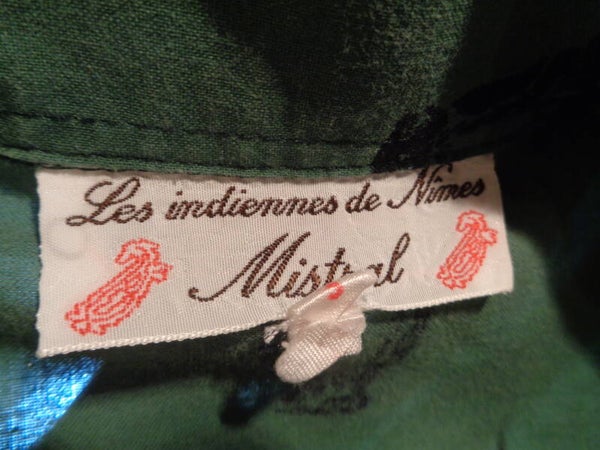 Les indiennes de Nîmes
Mistral